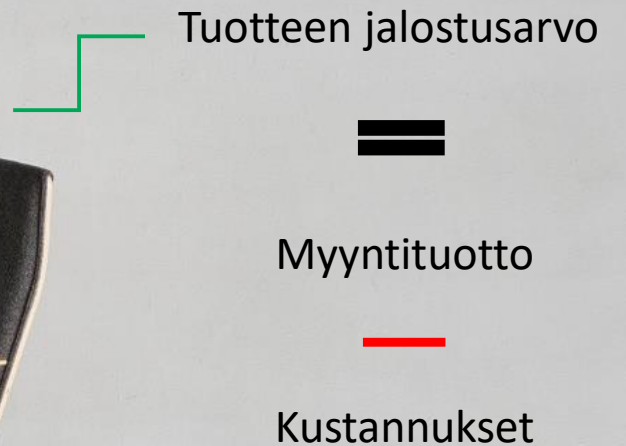 Tuotteen jalostusarvo
=
Myyntituotto
-
Kustannukset